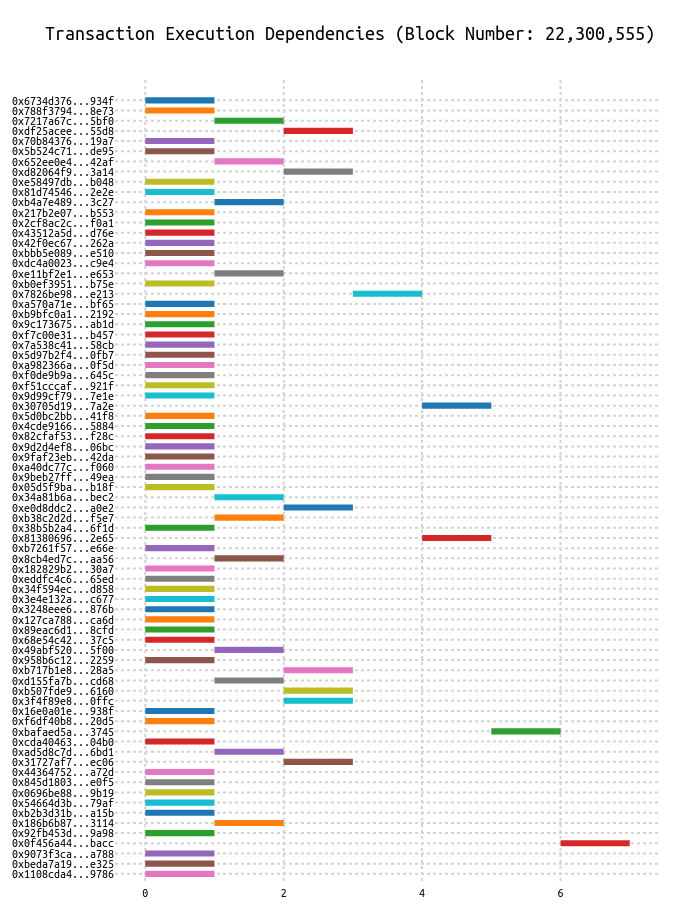 Transaction Execution Dependencies (Block Number: 22,300,555)
0x6734d376...934f
0x788f3794...8e73
0x7217a67c...5bf0
0xdf25acee...55d8
0x70b84376...19a7
0x5b524c71...de95
0x652ee0e4...42af
0xd82064f9...3a14
0xe58497db...b048
0x81d74546...2e2e
0xb4a7e489...3c27
0x217b2e07...b553
0x2cf8ac2c...f0a1
0x43512a5d...d76e
0x42f0ec67...262a
0xbbb5e089...e510
0xdc4a0023...c9e4
0xe11bf2e1...e653
0xb0ef3951...b75e
0x7826be98...e213
0xa570a71e...bf65
0xb9bfc0a1...2192
0x9c173675...ab1d
0xf7c00e31...b457
0x7a538c41...58cb
0x5d97b2f4...0fb7
0xa982366a...0f5d
0xf0de9b9a...645c
0xf51cccaf...921f
0x9d99cf79...7e1e
0x30705d19...7a2e
0x5d0bc2bb...41f8
0x4cde9166...5884
0x82cfaf53...f28c
0x9d2d4ef8...06bc
0x9faf23eb...42da
0xa40dc77c...f060
0x9beb27ff...49ea
0x05d5f9ba...b18f
0x34a81b6a...bec2
0xe0d8ddc2...a0e2
0xb38c2d2d...f5e7
0x38b5b2a4...6f1d
0x81380696...2e65
0xb7261f57...e66e
0x8cb4ed7c...aa56
0x182829b2...30a7
0xeddfc4c6...65ed
0x34f594ec...d858
0x3e4e132a...c677
0x3248eee6...876b
0x127ca788...ca6d
0x89eac6d1...8cfd
0x68e54c42...37c5
0x49abf520...5f00
0x958b6c12...2259
0xb717b1e8...28a5
0xd155fa7b...cd68
0xb507fde9...6160
0x3f4f89e8...0ffc
0x16e0a01e...938f
0xf6df40b8...20d5
0xbafaed5a...3745
0xcda40463...04b0
0xad5d8c7d...6bd1
0x31727af7...ec06
0x44364752...a72d
0x845d1803...e0f5
0x0696be88...9b19
0x54664d3b...79af
0xb2b3d31b...a15b
0x186b6b87...3114
0x92fb453d...9a98
0x0f456a44...bacc
0x9073f3ca...a788
0xbeda7a19...e325
0x1108cda4...9786
0 2 4 6